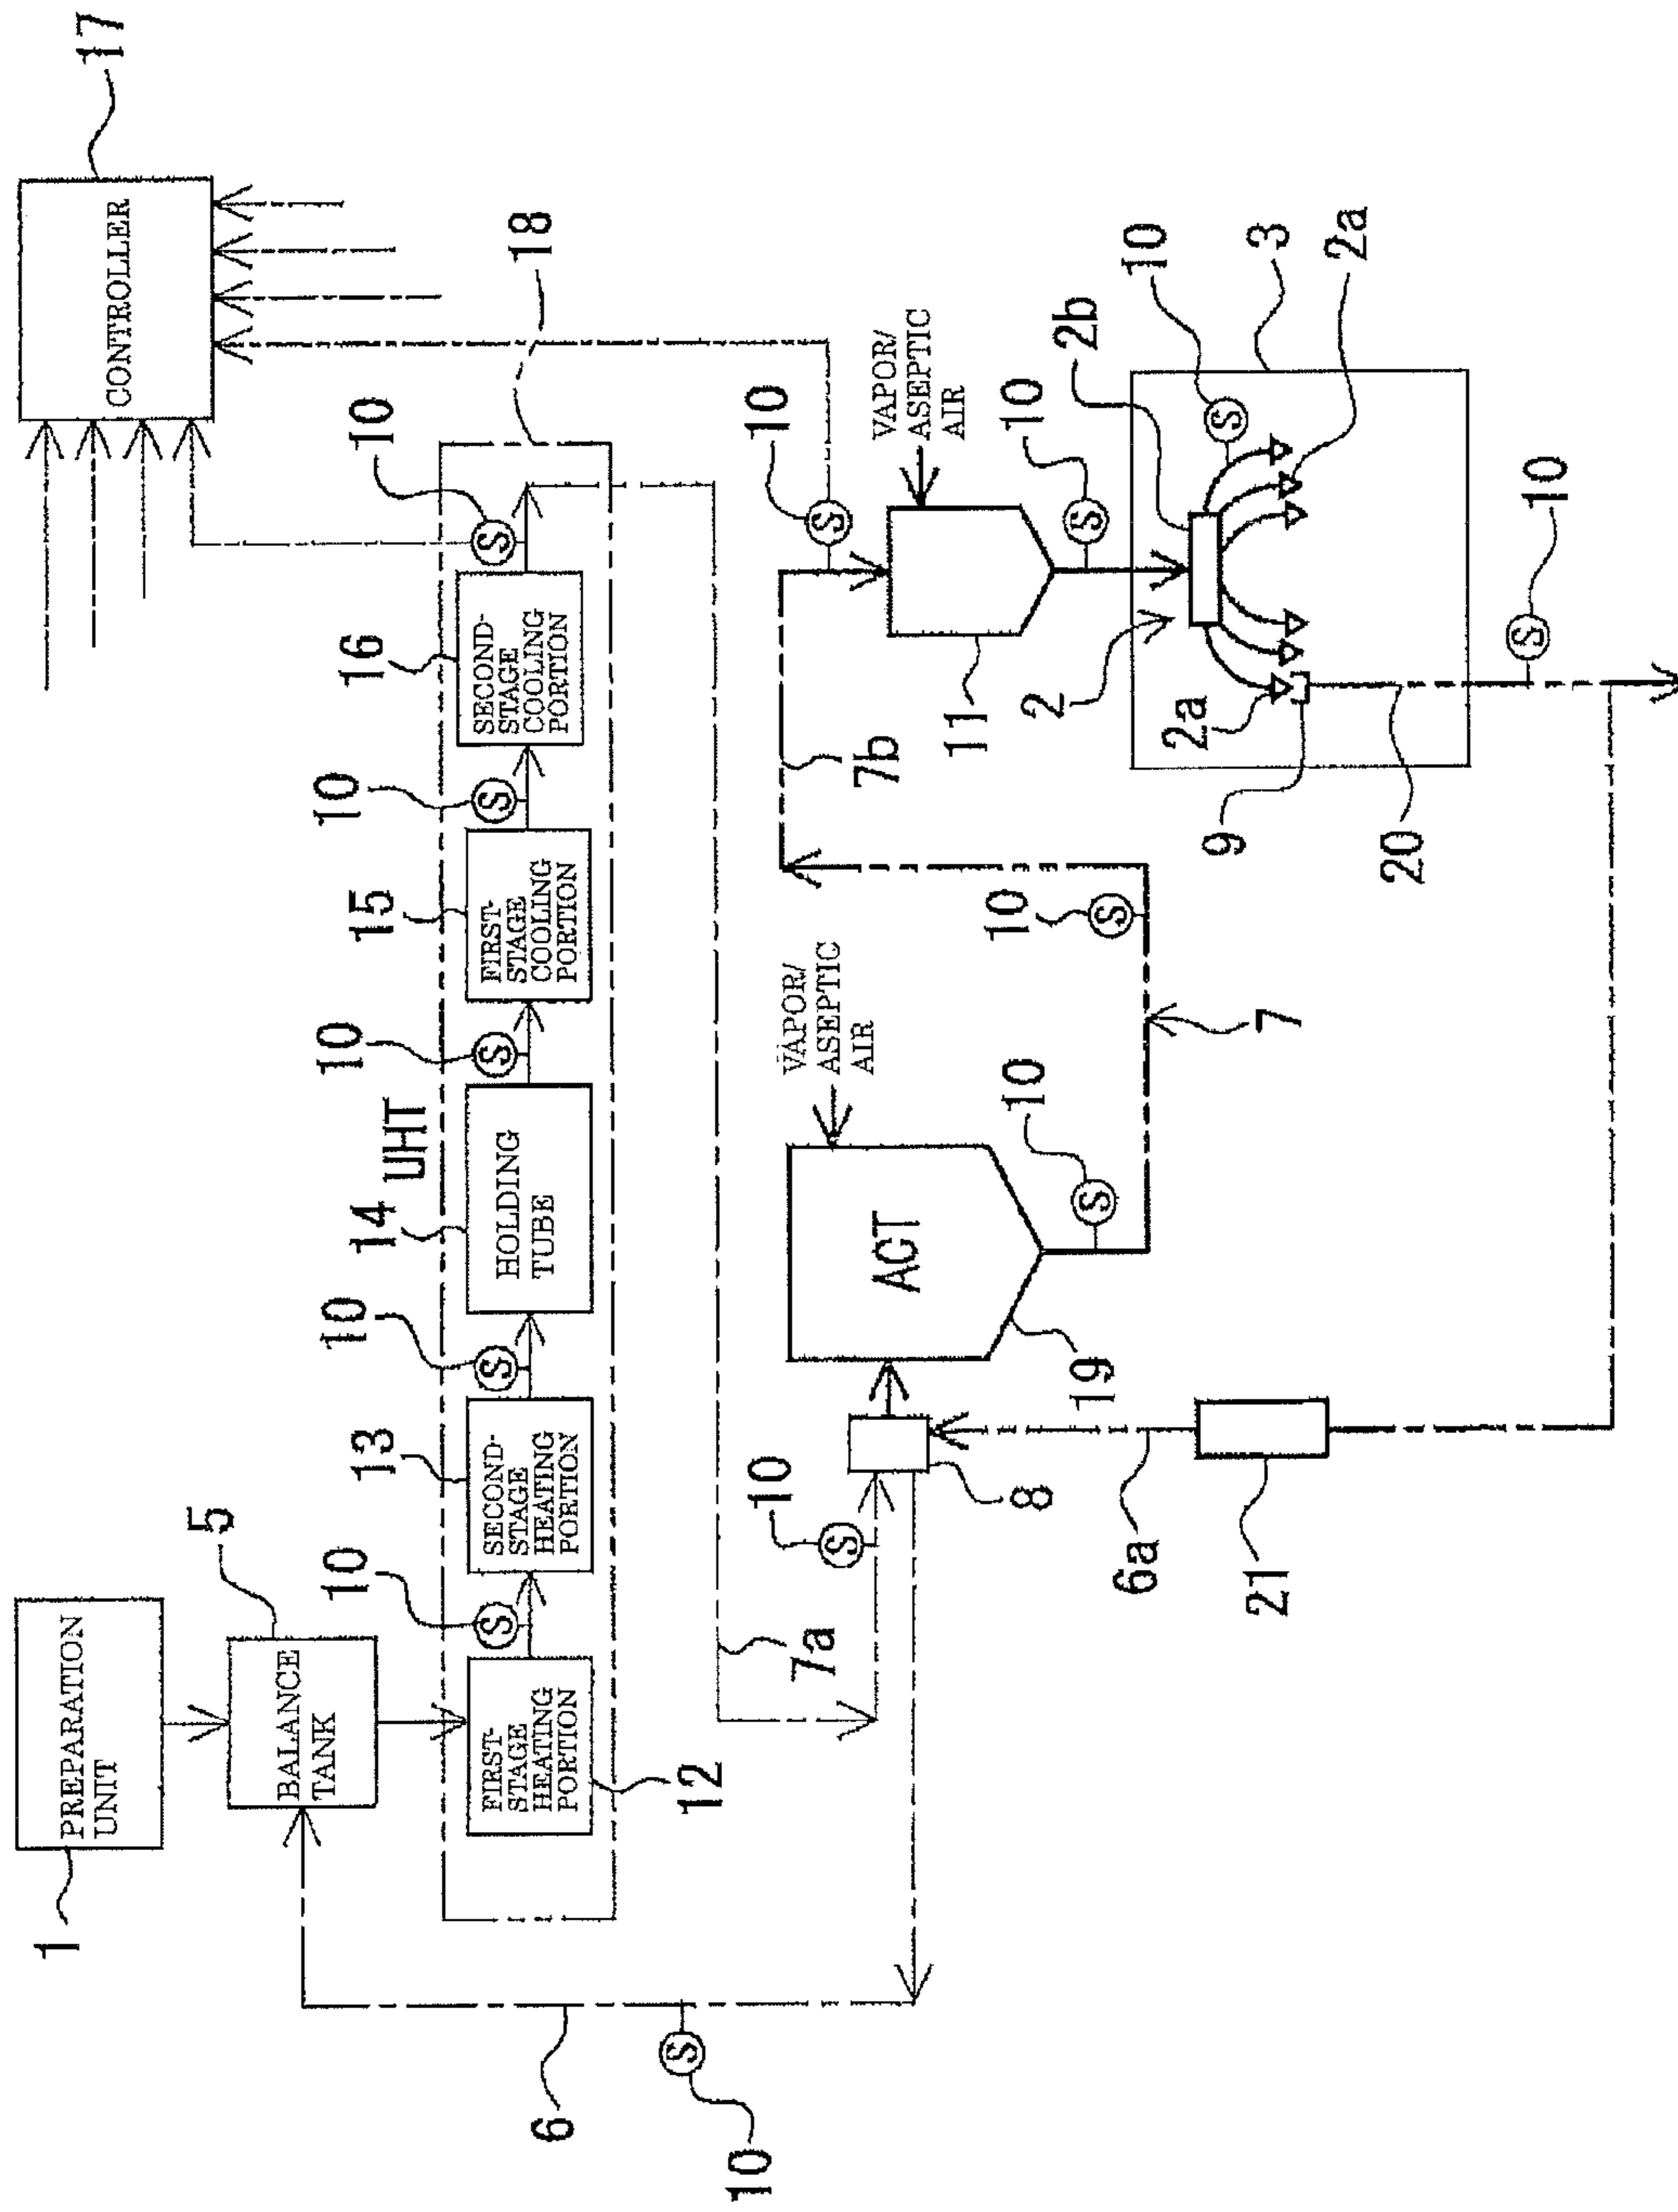 17
CONTROLLER
18
PREPARATION
UNIT
1
5
BALANCE
TANK
UHT
12
FIRST-
STAGE
HEATING
PORTION
10
13
SECOND-
STAGE
HEATING
PORTION
10
14
HOLDING
TUBE
10
15
FIRST-
STAGE
COOLING
PORTION
10
16
SECOND-
STAGE
COOLING
PORTION
10
S
S
S
S
S
6
10
S
7a
10
S
8
6a
21
ACT
19
VAPOR/
ASEPTIC
AIR
10
S
7
10
S
7b
10
S
VAPOR/
ASEPTIC
AIR
11
10
S
2
2b
10
S
3
2a
2a
9
20
10
S